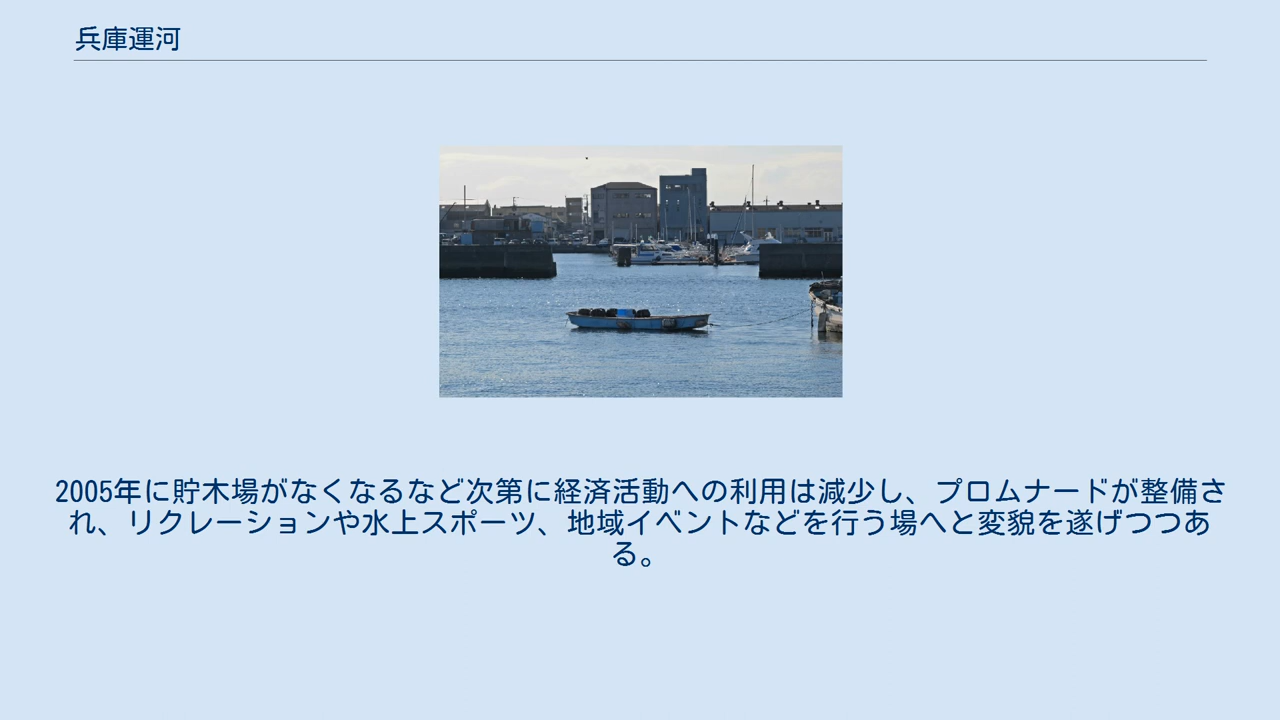 兵庫運河
2005年に貯木場がなくなるなど次第に経済活動への利用は減少し、プロムナードが整備さ
れ、リクレーションや水上スポーツ、地域イベントなどを行う場へと変貌を遂げつつあ
る。